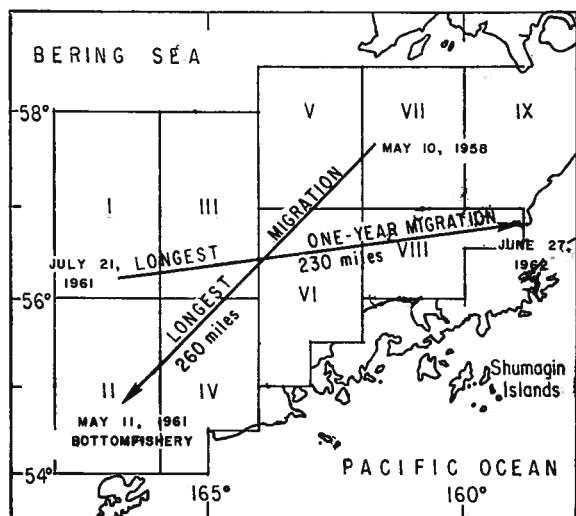 BERING SEA
58°
V
VII
IX
MAY 10, 1958
I
III
LONGEST MIGRATION
260 miles
JULY 21,
1961
LONGEST ONE-YEAR MIGRATION
230 miles
VIII
JUNE 27,
1962
56°
VI
II
IV
Shumagin
Islands
MAY 11, 1961
BOTTOMFISHERY
54°
PACIFIC OCEAN
165°
160°